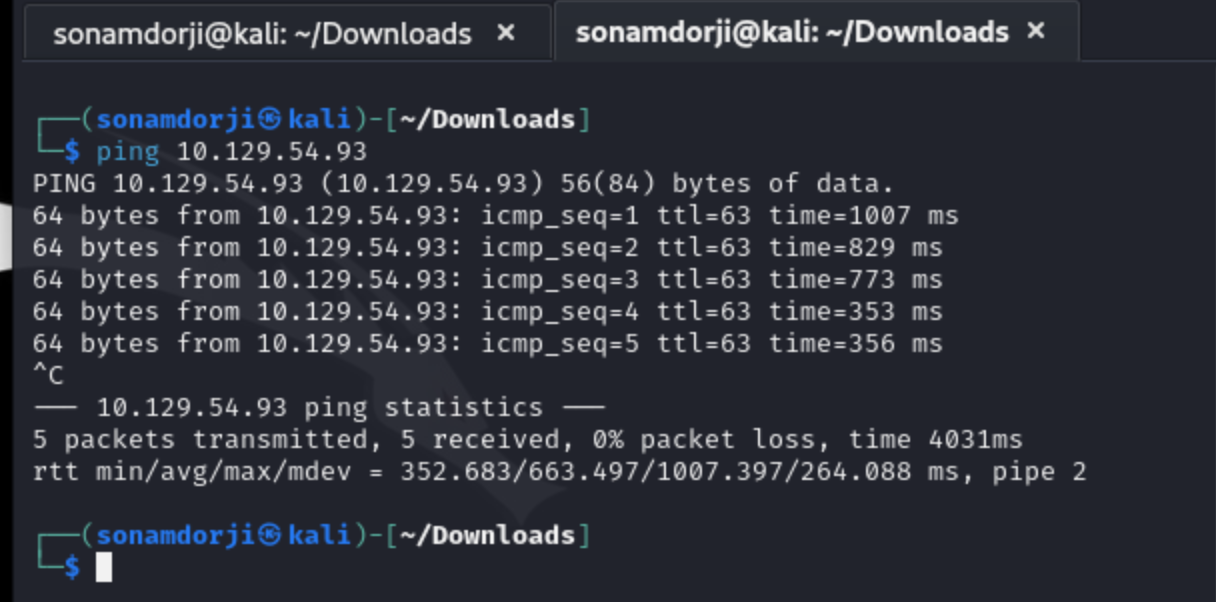 sonamdorji@kali: ~/Downloads × sonamdorji@kali: ~/Downloads ×
┌──(sonamdorji㉿kali)-[~/Downloads]
└─$ ping 10.129.54.93
PING 10.129.54.93 (10.129.54.93) 56(84) bytes of data.
64 bytes from 10.129.54.93: icmp_seq=1 ttl=63 time=1007 ms
64 bytes from 10.129.54.93: icmp_seq=2 ttl=63 time=829 ms
64 bytes from 10.129.54.93: icmp_seq=3 ttl=63 time=773 ms
64 bytes from 10.129.54.93: icmp_seq=4 ttl=63 time=353 ms
64 bytes from 10.129.54.93: icmp_seq=5 ttl=63 time=356 ms
^C
--- 10.129.54.93 ping statistics ---
5 packets transmitted, 5 received, 0% packet loss, time 4031ms
rtt min/avg/max/mdev = 352.683/663.497/1007.397/264.088 ms, pipe 2
┌──(sonamdorji㉿kali)-[~/Downloads]
└─$